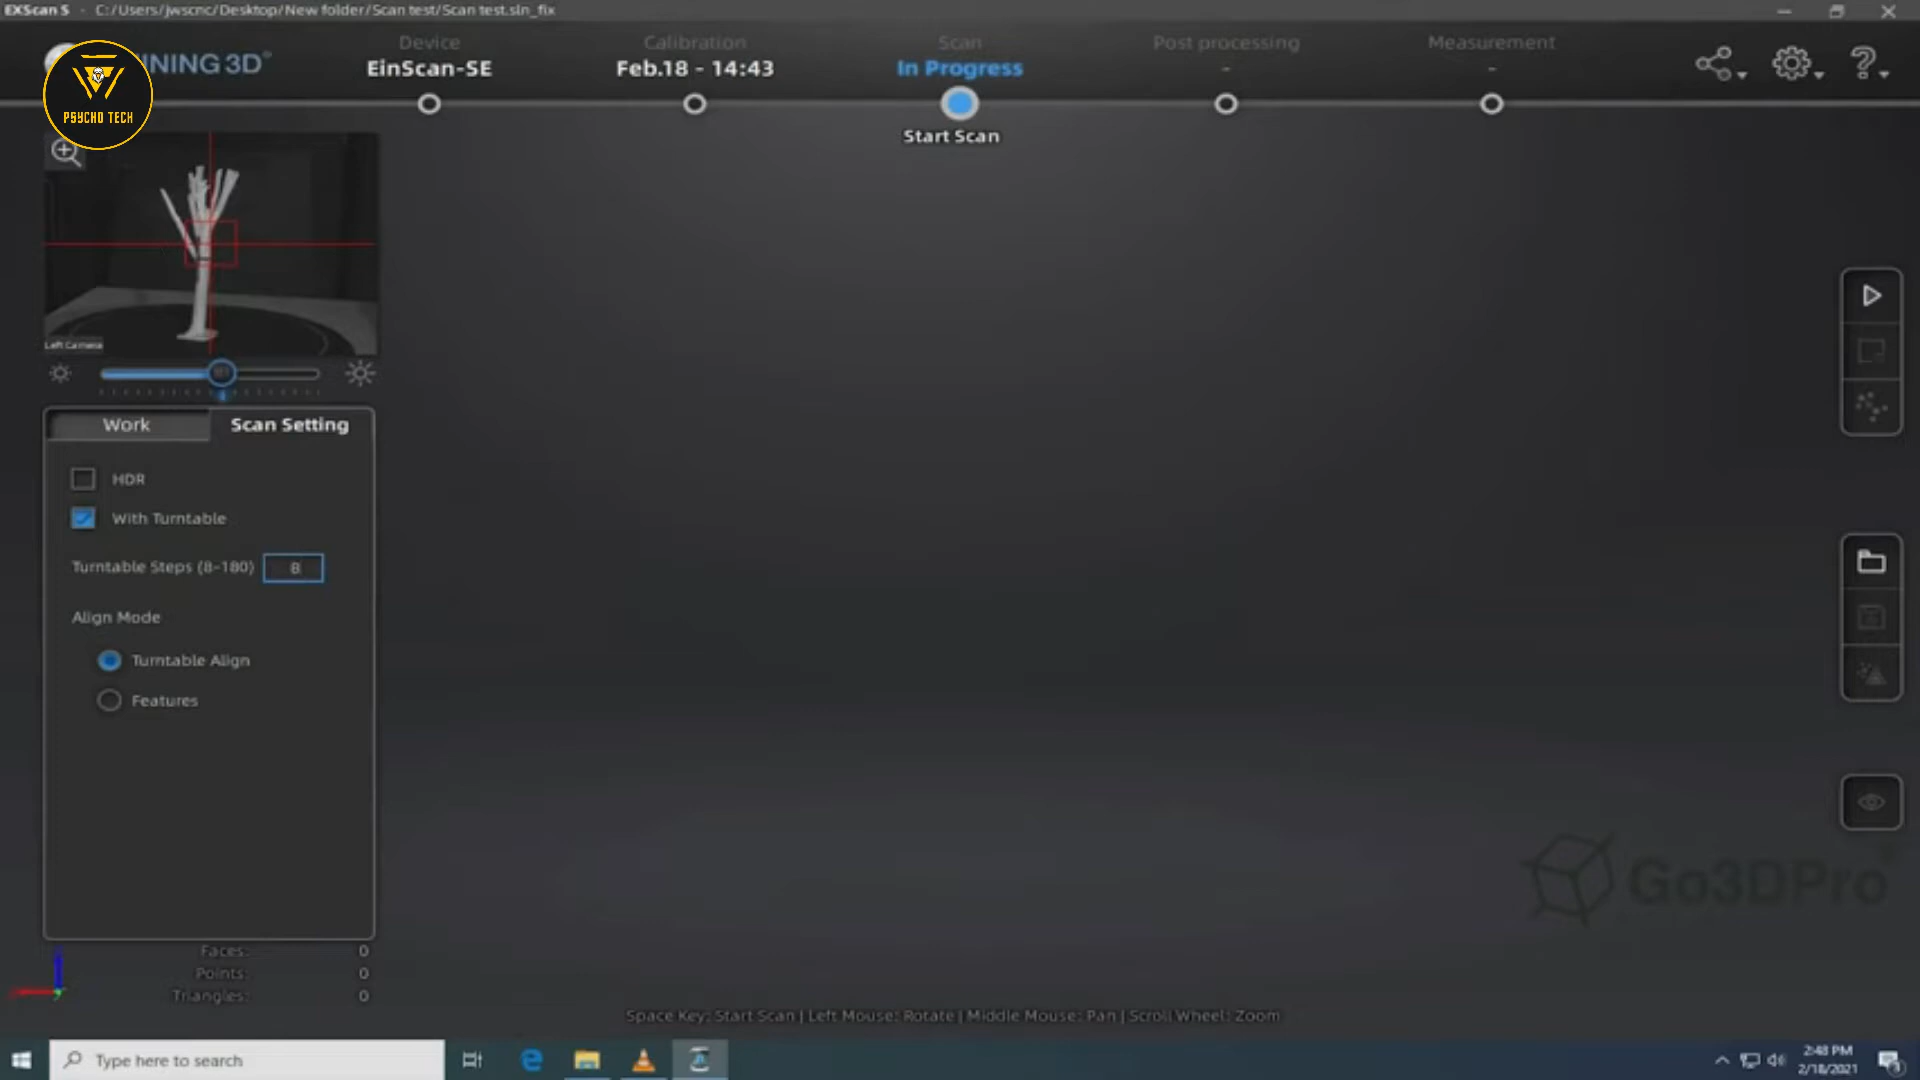 EXScan S - C:/Users/jwscnc/Desktop/New folder/Scan test/Scan test.sln_fix
NING 3D®
PSYCHO TECH
Device
EinScan-SE
Calibration
Feb.18 - 14:43
Scan
In Progress
Start Scan
Post processing
-
Measurement
-
Left Camera
Work
Scan Setting
HDR
With Turntable
Turntable Steps (8-180) 8
Align Mode
Turntable Align
Features
Faces: 0
Points: 0
Triangles: 0
Go3DPro
Space Key: Start Scan | Left Mouse: Rotate | Middle Mouse: Pan | Scroll Wheel: Zoom
Type here to search
2:48 PM
2/18/2021